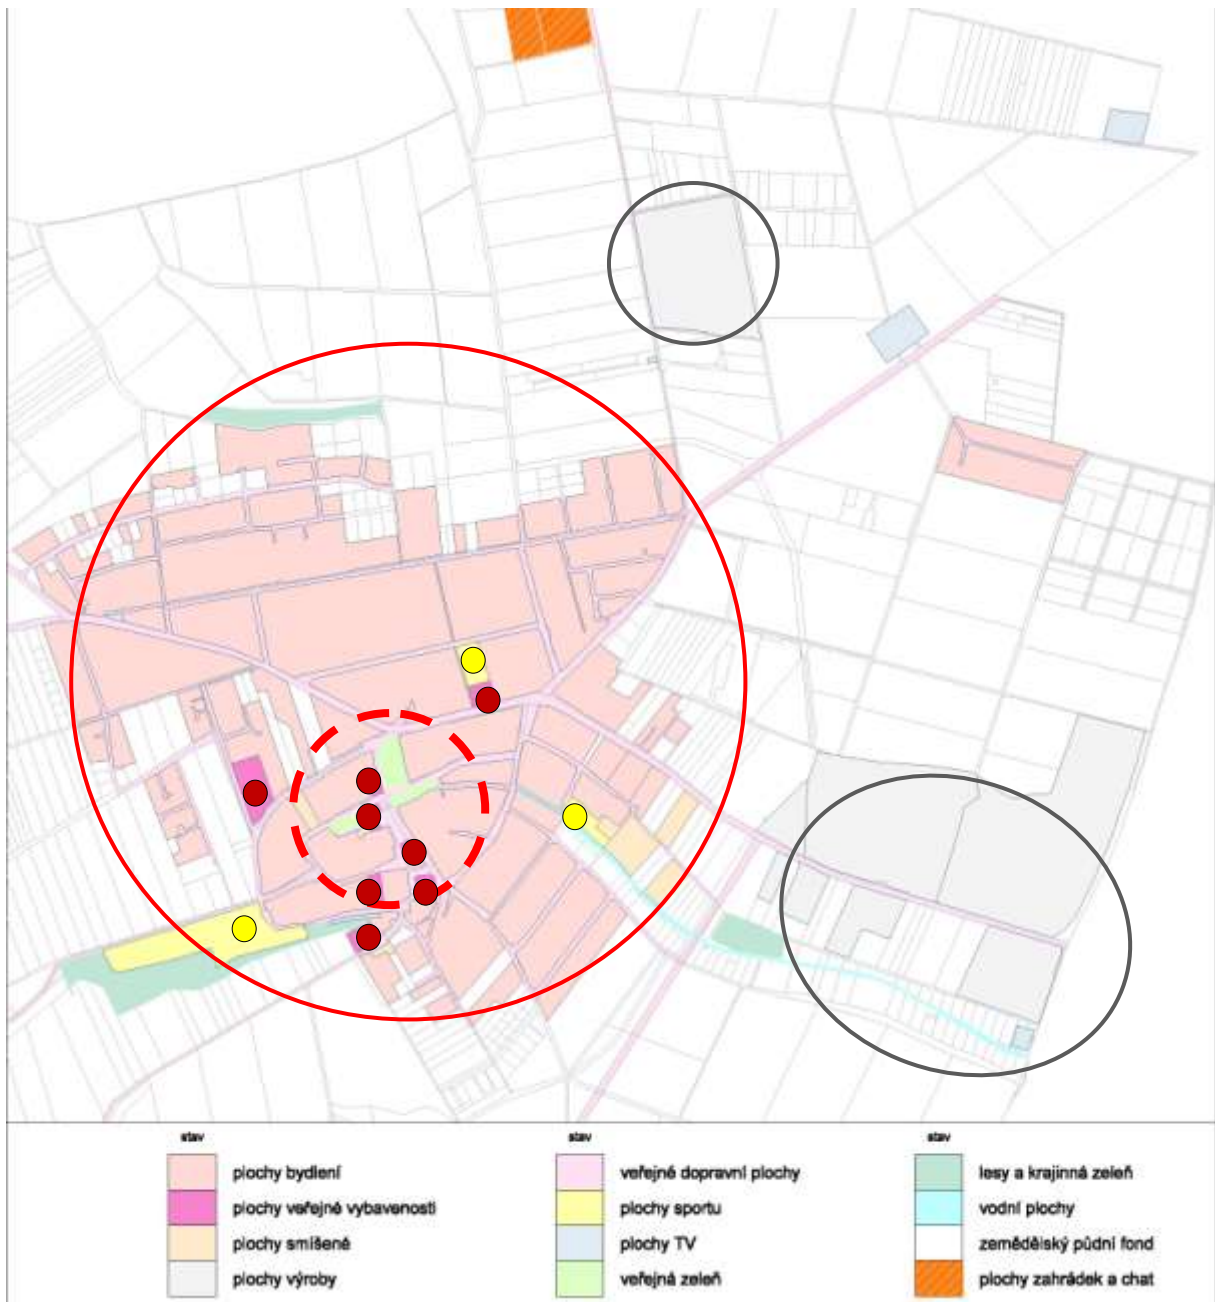 stav
plochy bydlení
plochy veřejné vybavenosti
plochy smíšené
plochy výroby
stav
veřejné dopravní plochy
plochy sportu
plochy TV
veřejná zeleň
stav
lesy a krajinná zeleň
vodní plochy
zemědělský půdní fond
plochy zahrádek a chat